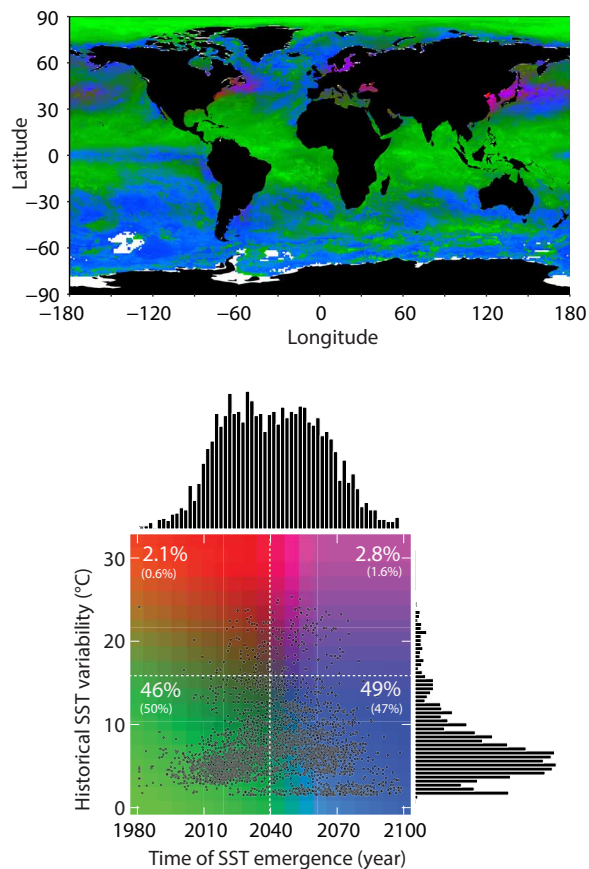 90
60
30
0
−30
−60
−90
Latitude
−180 −120 −60 0 60 120 180
Longitude
30
20
10
0
Historical SST variability (°C)
2.1% 2.8%
(0.6%) (1.6%)
46% 49%
(50%) (47%)
1980 2010 2040 2070 2100
Time of SST emergence (year)